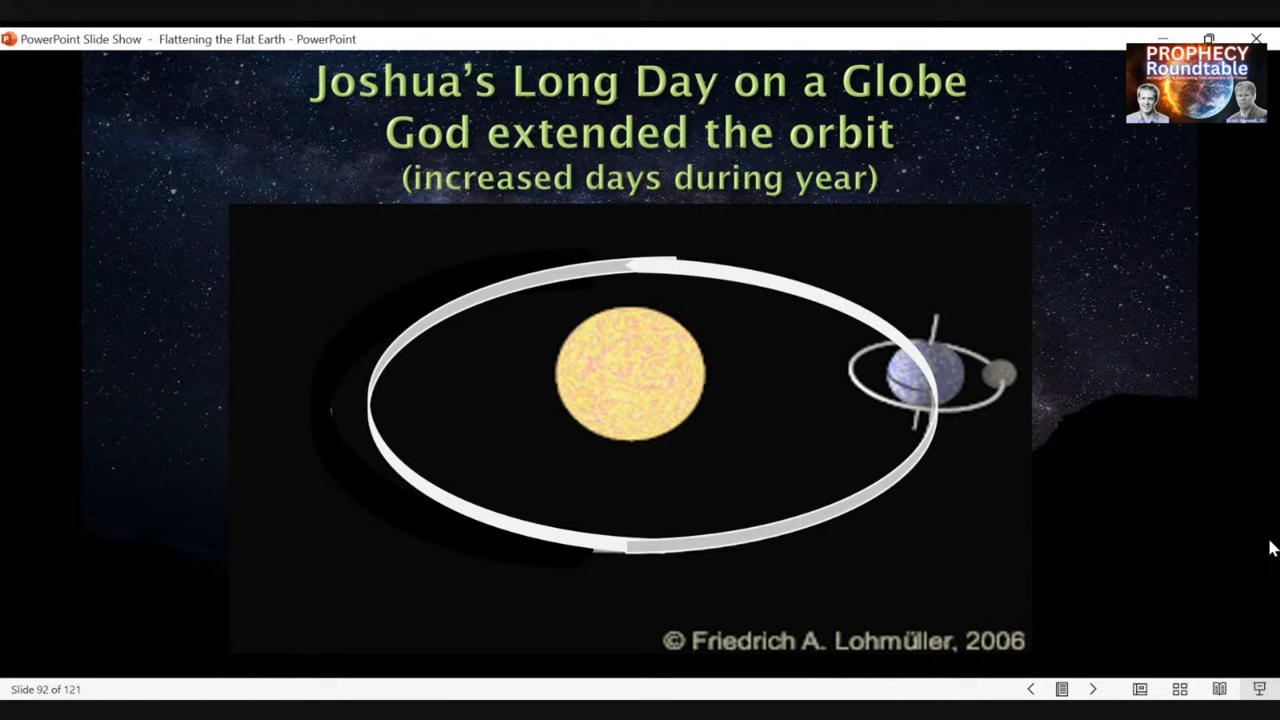 PowerPoint Slide Show - Flattening the Flat Earth - PowerPoint
PROPHECY
Roundtable
Joshua's Long Day on a Globe
God extended the orbit
(increased days during year)
© Friedrich A. Lohmüller, 2006
Slide 92 of 121